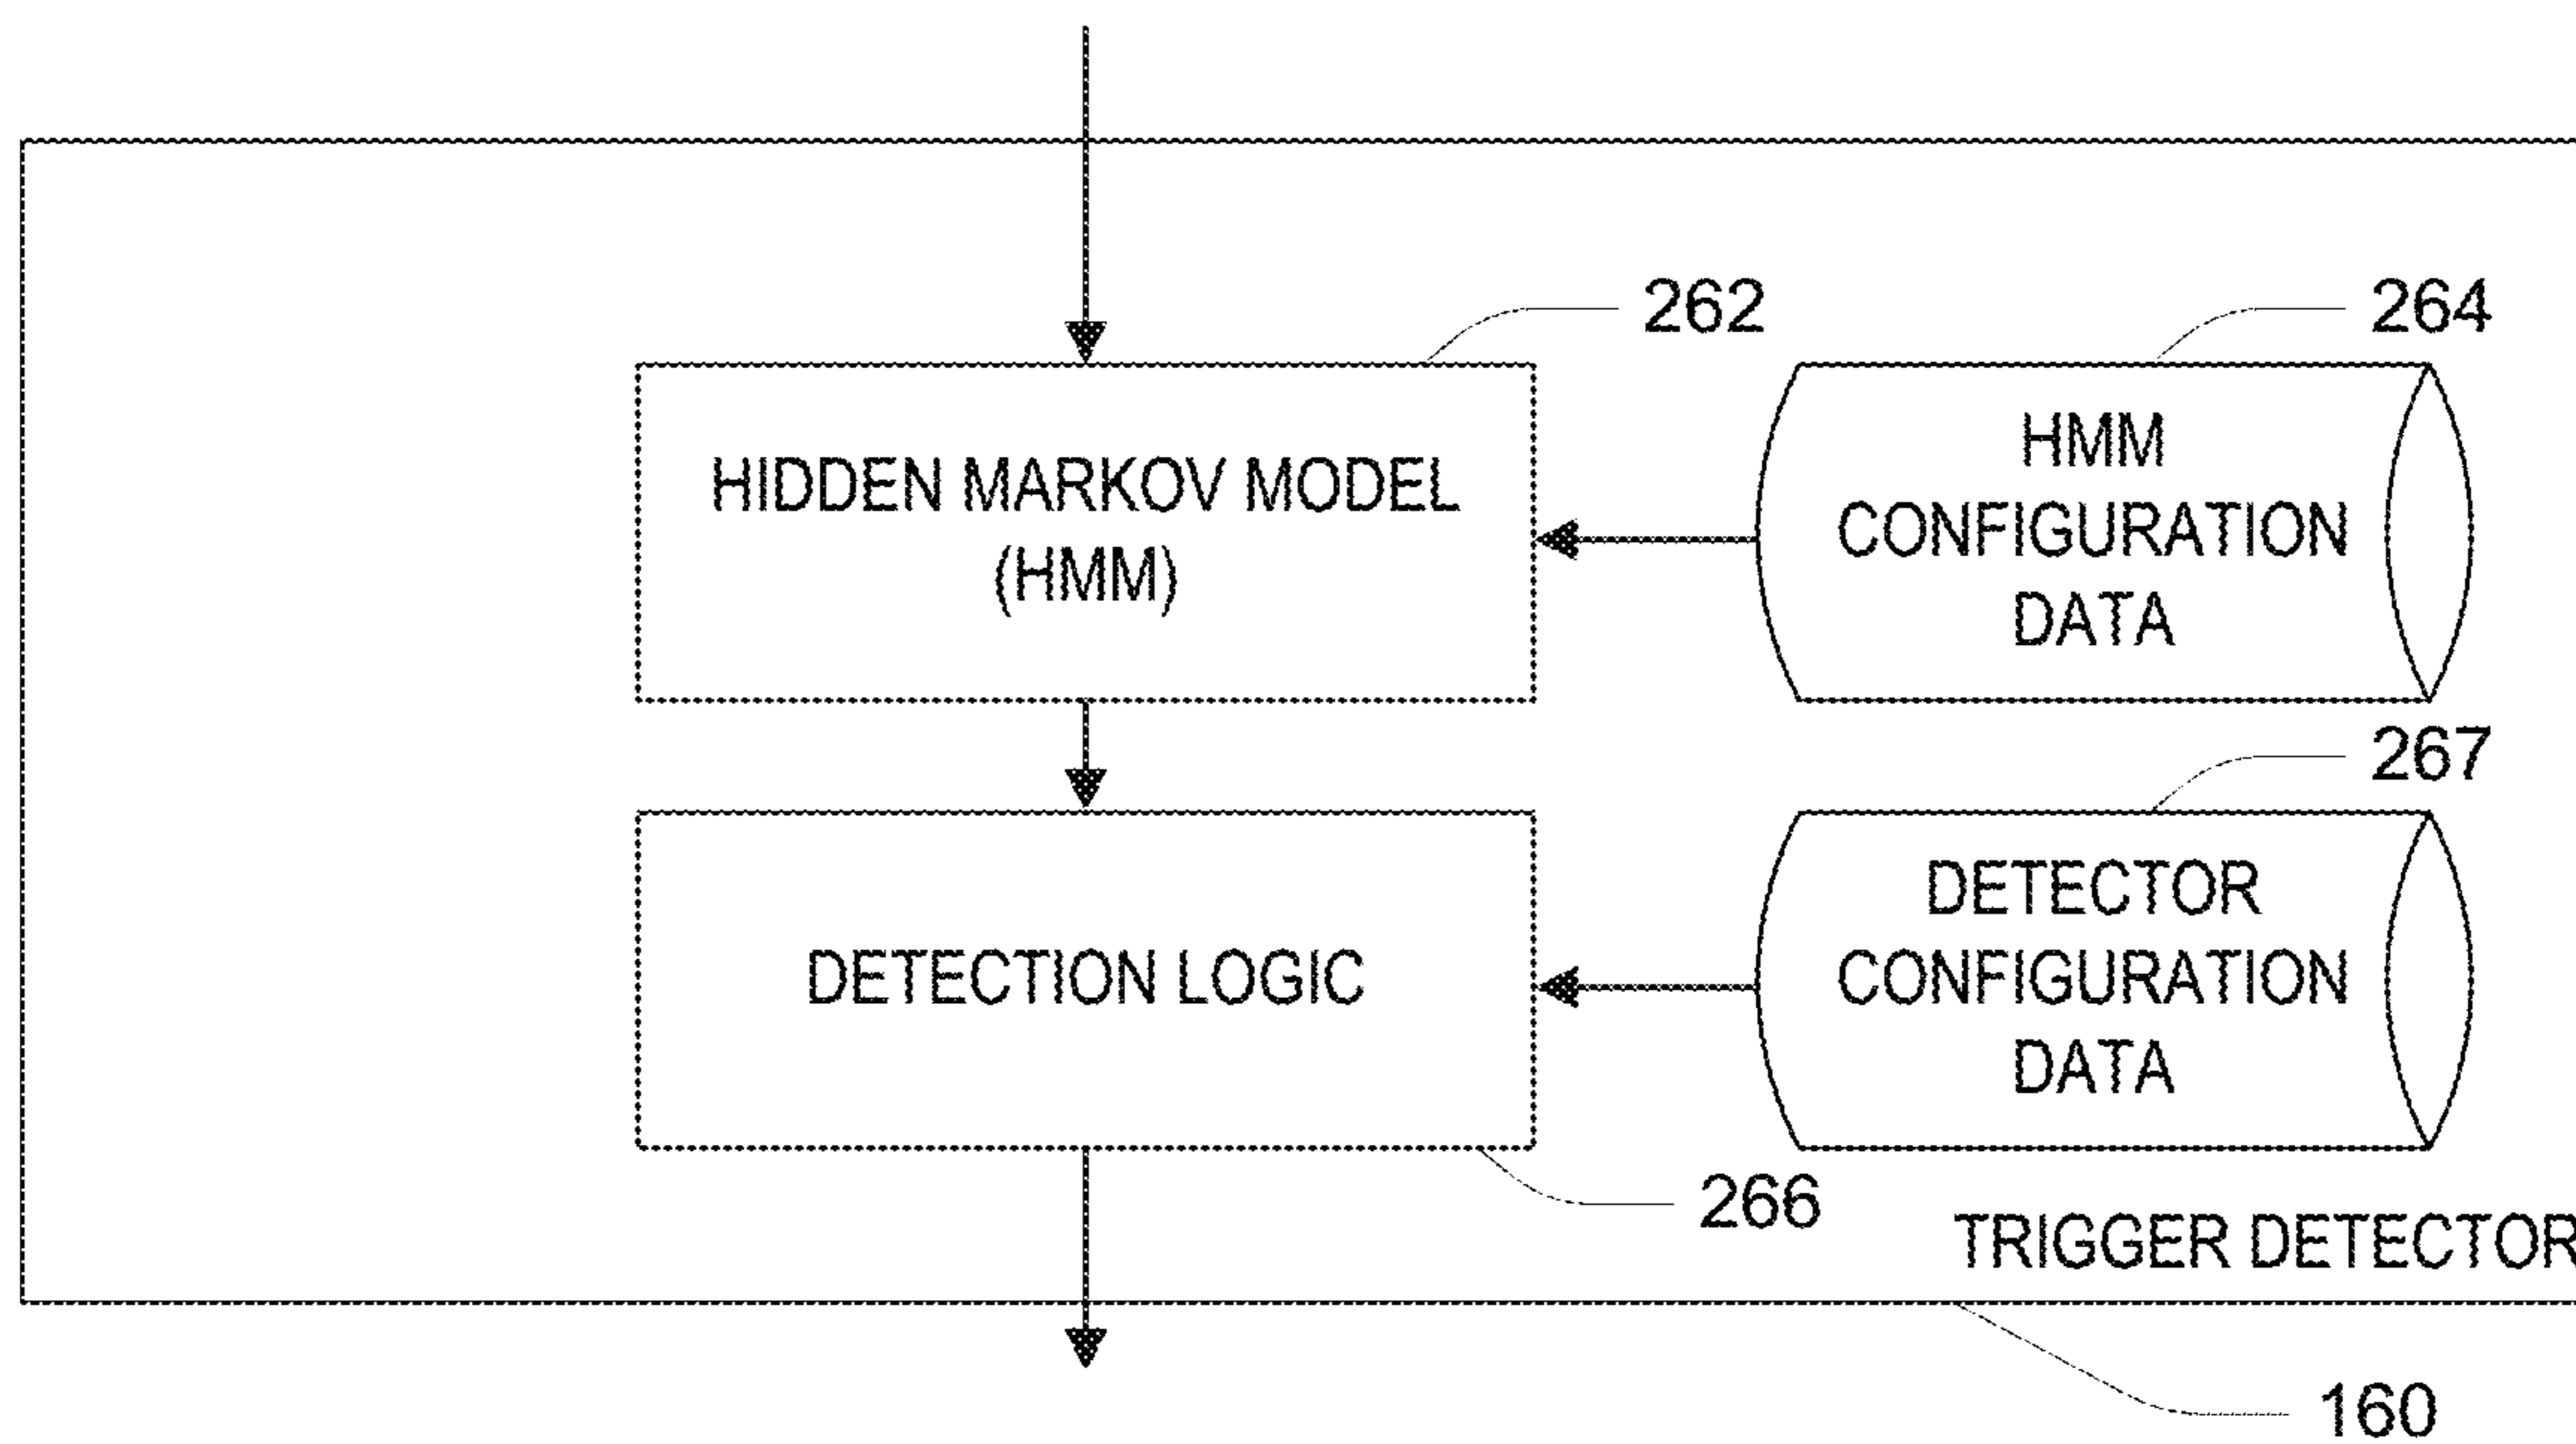 262
264
HIDDEN MARKOV MODEL
(HMM)
HMM
CONFIGURATION
DATA
267
DETECTION LOGIC
DETECTOR
CONFIGURATION
DATA
266
TRIGGER DETECTOR
160